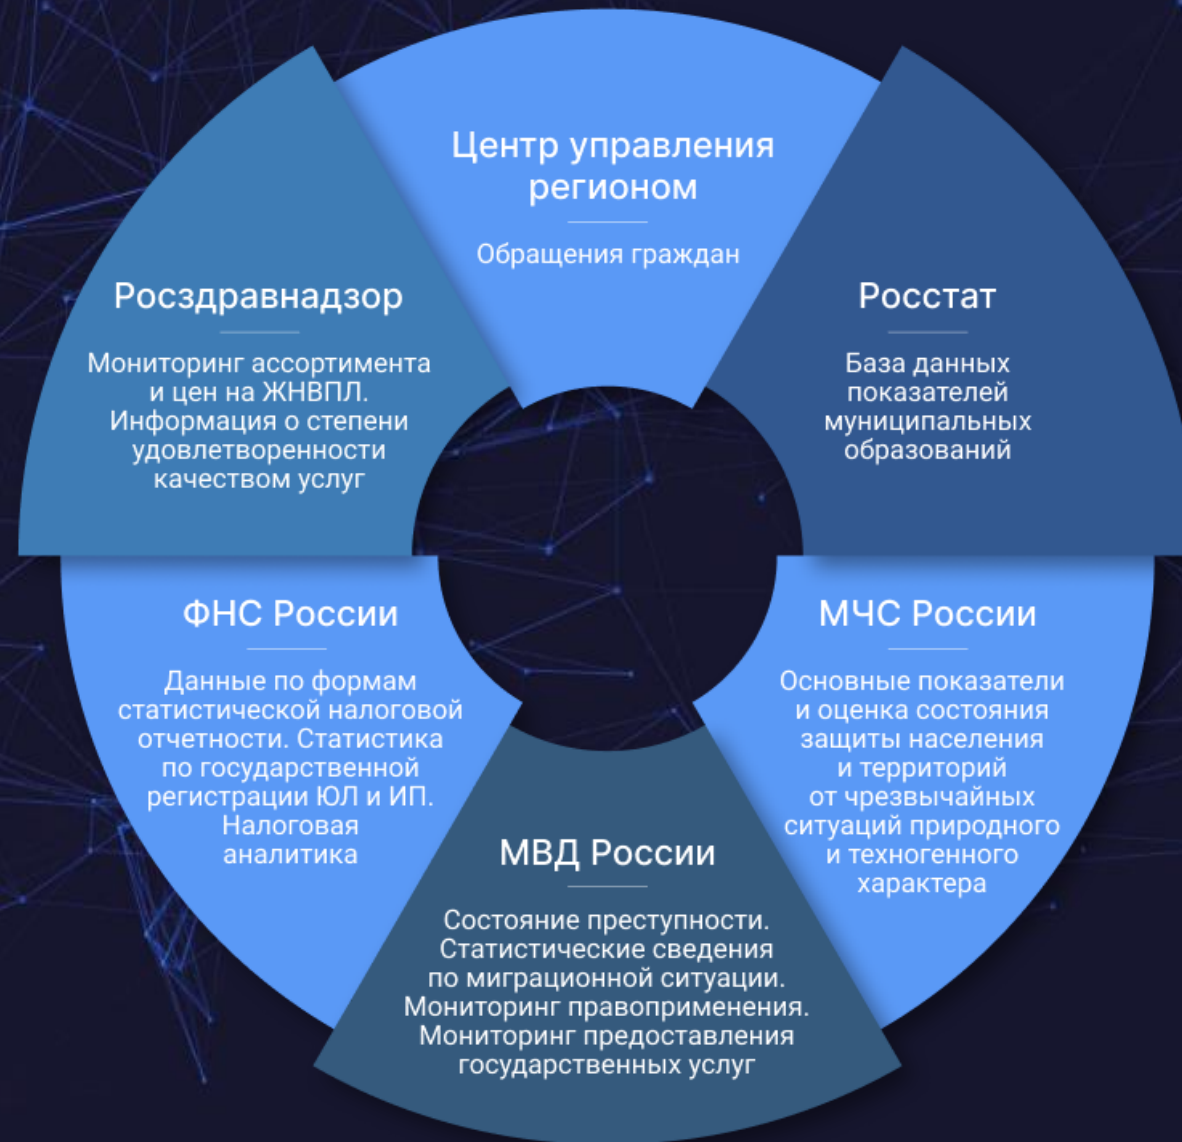 Центр управления
регионом
Обращения граждан
Росздравнадзор
Мониторинг ассортимента
и цен на ЖНВПЛ.
Информация о степени
удовлетворенности
качеством услуг
Росстат
База данных
показателей
муниципальных
образований
ФНС России
Данные по формам
статистической налоговой
отчетности. Статистика
по государственной
регистрации ЮЛ и ИП.
Налоговая
аналитика
МЧС России
Основные показатели
и оценка состояния
защиты населения
и территорий
от чрезвычайных
ситуаций природного
и техногенного
характера
МВД России
Состояние преступности.
Статистические сведения
по миграционной ситуации.
Мониторинг правоприменения.
Мониторинг предоставления
государственных услуг